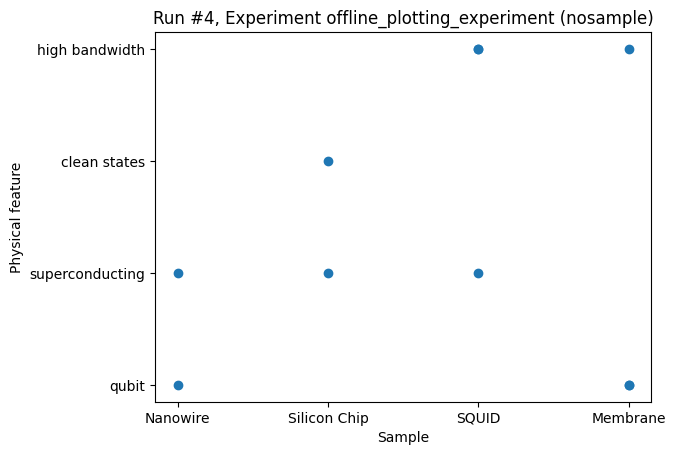 Run #4, Experiment offline_plotting_experiment (nosample)
high bandwidth
clean states
superconducting
qubit
Physical feature
Nanowire Silicon Chip SQUID Membrane
Sample